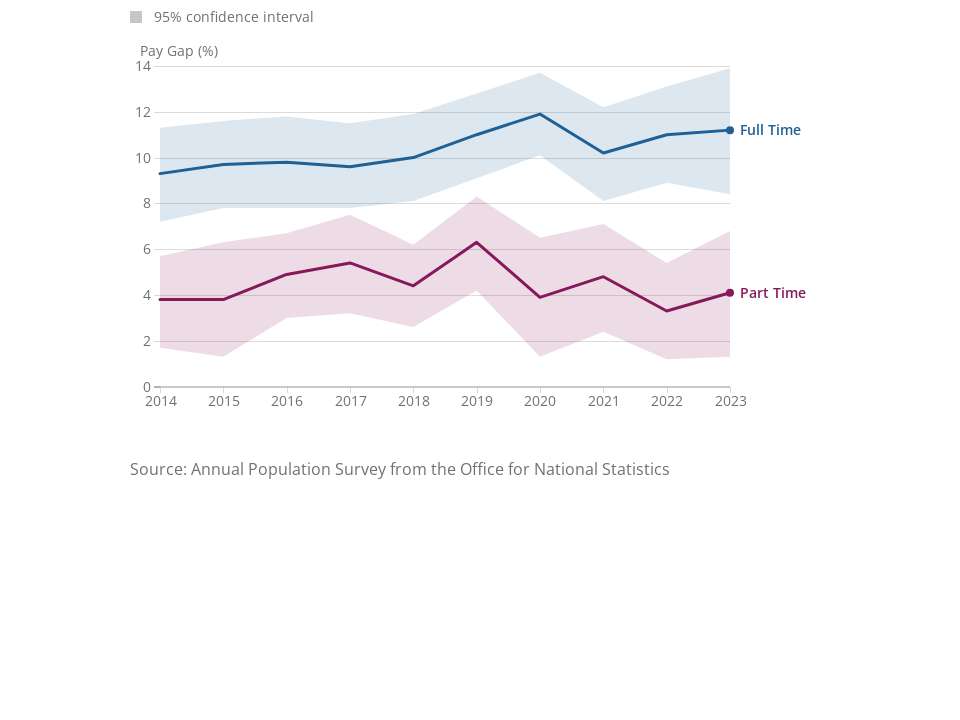 95% confidence interval
Pay Gap (%)
14
12
10
8
6
4
2
0
Full Time
Part Time
2014 2015 2016 2017 2018 2019 2020 2021 2022 2023
Source: Annual Population Survey from the Office for National Statistics